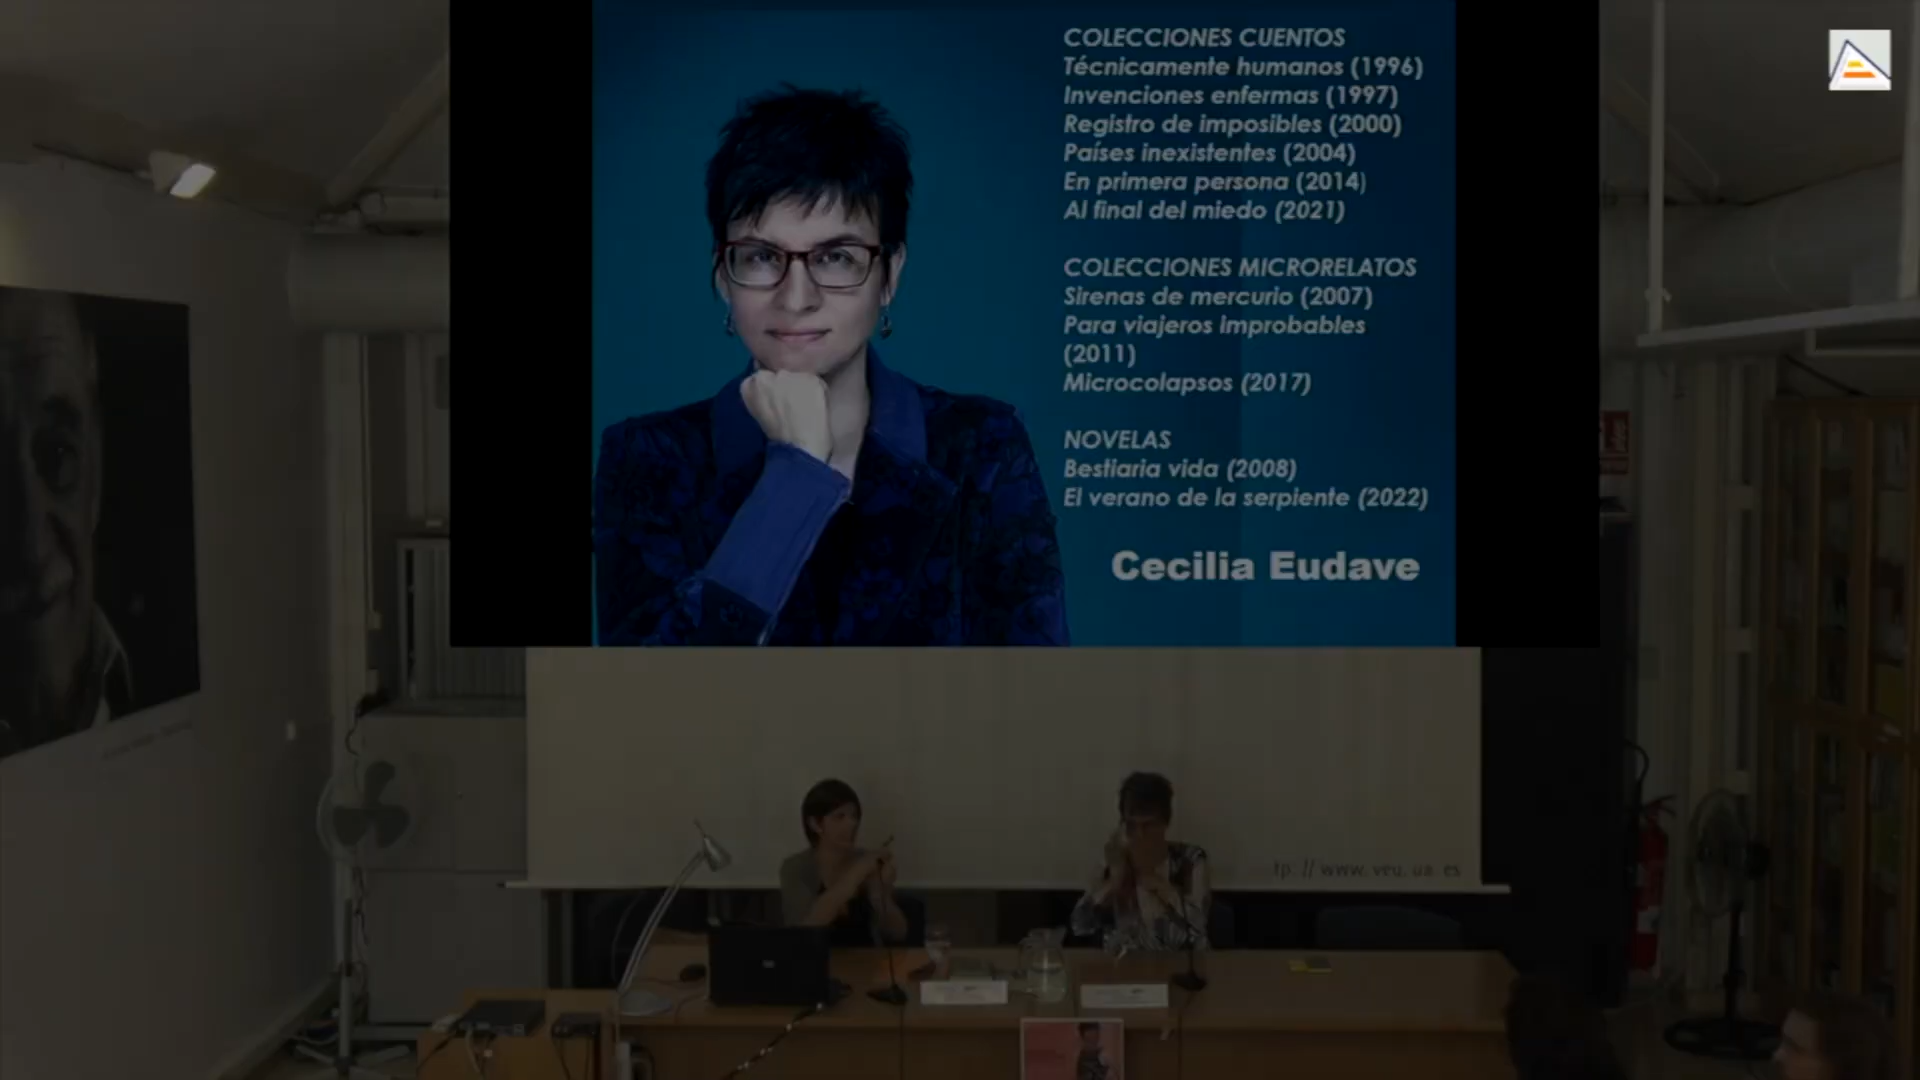 COLECCIONES CUENTOS
Técnicamente humanos (1996)
Invenciones enfermas (1997)
Registro de imposibles (2000)
Países inexistentes (2004)
En primera persona (2014)
Al final del miedo (2021)
COLECCIONES MICRORELATOS
Sirenas de mercurio (2007)
Para viajeros improbables
(2011)
Microcolapsos (2017)
NOVELAS
Bestiaria vida (2008)
El verano de la serpiente (2022)
Cecilia Eudave
tp://www.veu.ua.es